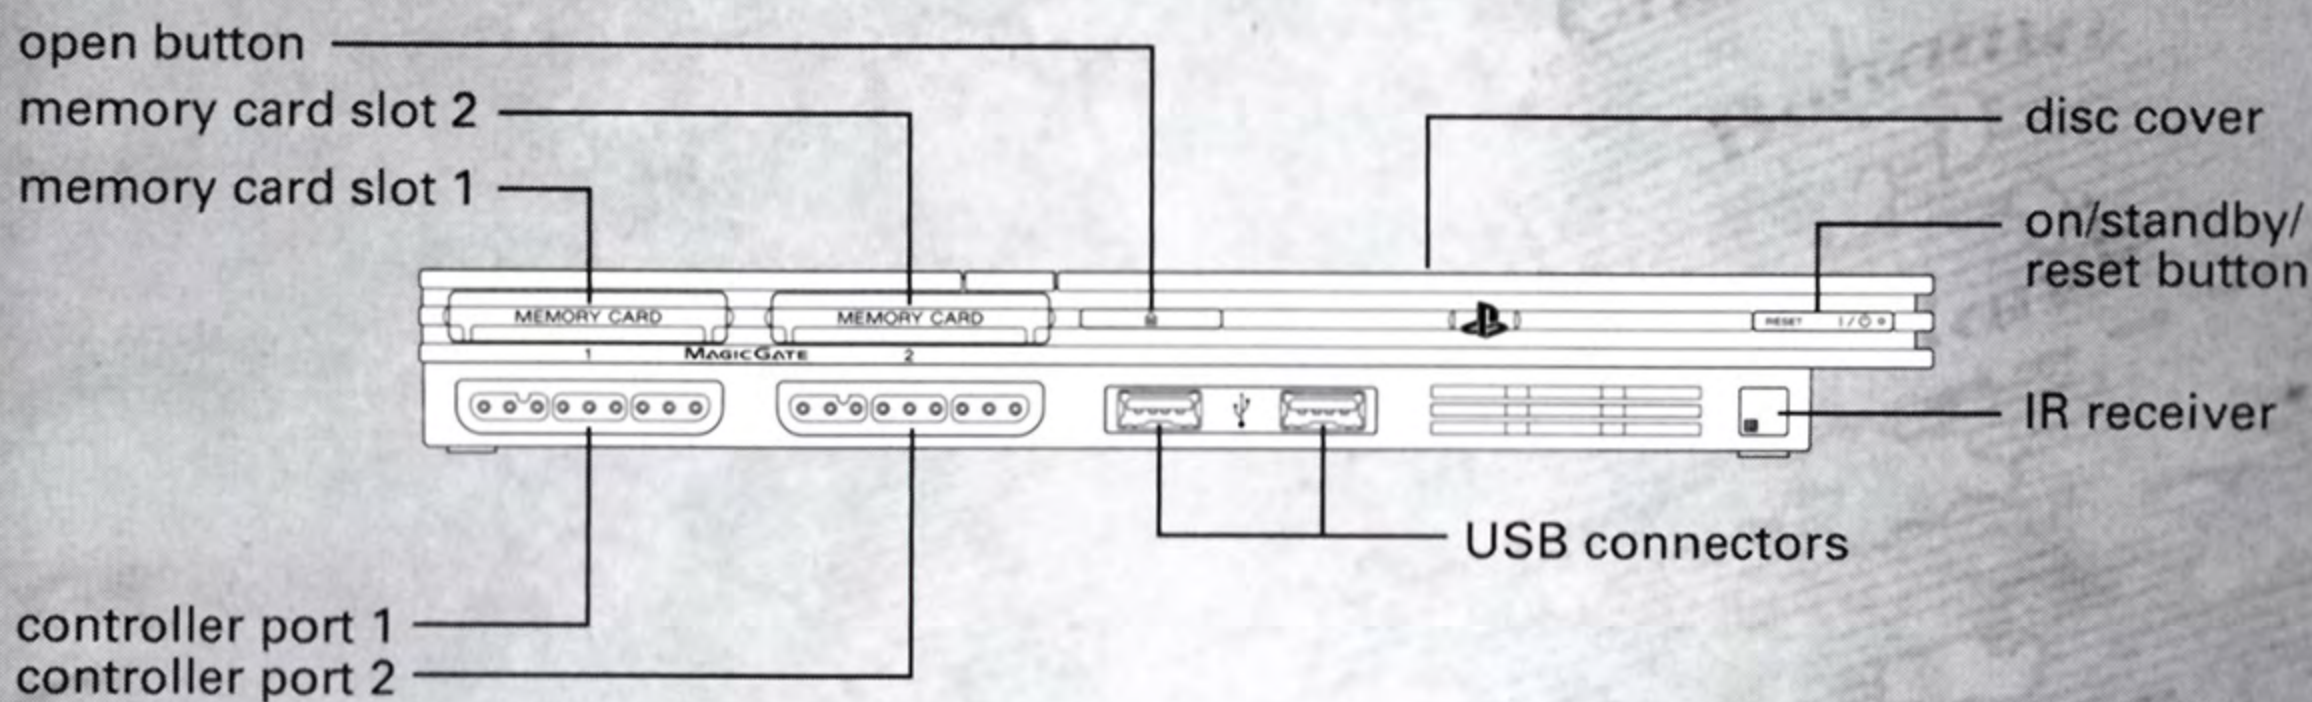 open button
memory card slot 2
memory card slot 1
disc cover
on/standby/
reset button
MEMORY CARD
MEMORY CARD
RESET
1
MAGICGATE
2
IR receiver
USB connectors
controller port 1
controller port 2